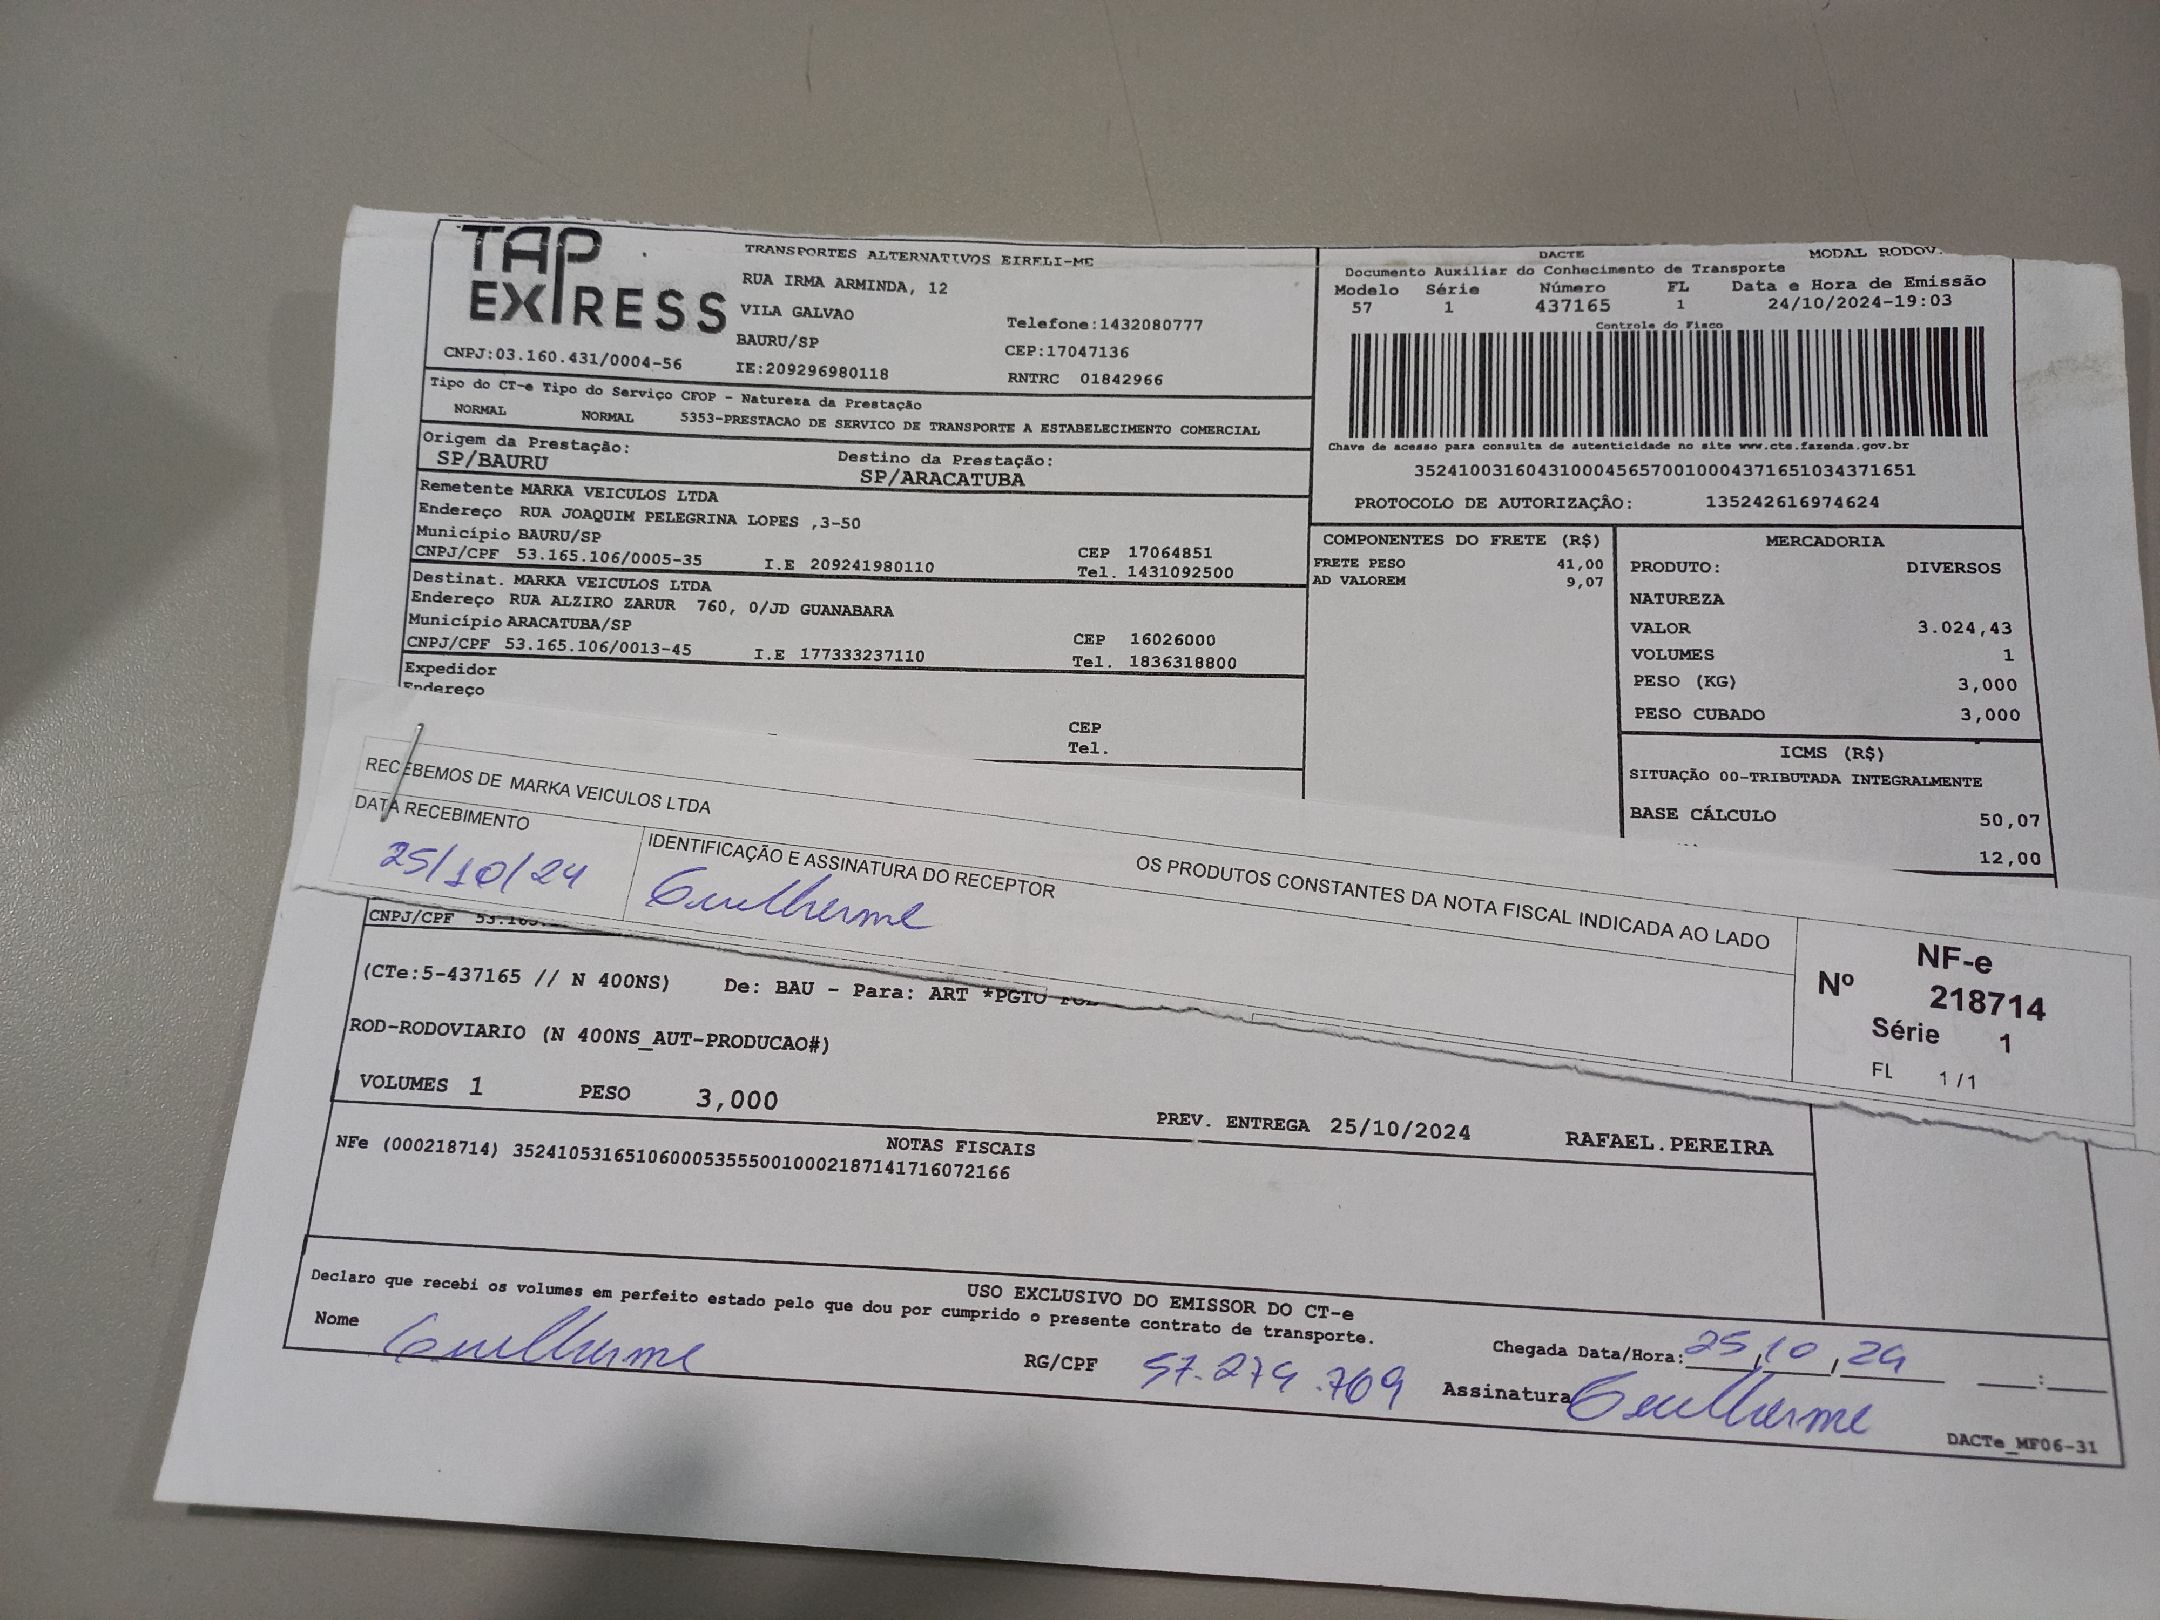 TAP EXPRESS
TRANSPORTES ALTERNATIVOS EIRELI-ME
RUA IRMA ARMINDA, 12
VILA GALVAO
Telefone:1432080777
BAURU/SP
CEP:17047136
CNPJ:03.160.431/0004-56
IE:209296980118
RNTRC 01842966
DACTE
MODAL RODOV.
Documento Auxiliar do Conhecimento de Transporte
Modelo Série Número FL Data e Hora de Emissão
57 1 437165 1 24/10/2024-19:03
Controle do Fisco
Chave de acesso para consulta de autenticidade no site www.cte.fazenda.gov.br
35241003160431000456570010004371651034371651
PROTOCOLO DE AUTORIZAÇÃO: 135242616974624
Tipo do CT-e Tipo do Serviço CFOP - Natureza da Prestação
NORMAL NORMAL 5353-PRESTACAO DE SERVICO DE TRANSPORTE A ESTABELECIMENTO COMERCIAL
Origem da Prestação:
SP/BAURU
Destino da Prestação:
SP/ARACATUBA
Remetente MARKA VEICULOS LTDA
Endereço RUA JOAQUIM PELEGRINA LOPES ,3-50
Município BAURU/SP
CEP 17064851
CNPJ/CPF 53.165.106/0005-35 I.E 209241980110 Tel. 1431092500
Destinat. MARKA VEICULOS LTDA
Endereço RUA ALZIRO ZARUR 760, 0/JD GUANABARA
Município ARACATUBA/SP
CEP 16026000
CNPJ/CPF 53.165.106/0013-45 I.E 177333237110 Tel. 1836318800
Expedidor
Endereço
CEP
Tel.
COMPONENTES DO FRETE (R$)
FRETE PESO 41,00
AD VALOREM 9,07
MERCADORIA
PRODUTO: DIVERSOS
NATUREZA
VALOR 3.024,43
VOLUMES 1
PESO (KG) 3,000
PESO CUBADO 3,000
ICMS (R$)
SITUAÇÃO 00-TRIBUTADA INTEGRALMENTE
BASE CÁLCULO 50,07
12,00
RECEBEMOS DE MARKA VEICULOS LTDA
OS PRODUTOS CONSTANTES DA NOTA FISCAL INDICADA AO LADO
DATA RECEBIMENTO
25/10/24
IDENTIFICAÇÃO E ASSINATURA DO RECEPTOR
Guilherme
NF-e
Nº 218714
Série 1
FL 1 /1
CNPJ/CPF
(CTe:5-437165 // N 400NS) De: BAU - Para: ART *PGTO
ROD-RODOVIARIO (N 400NS_AUT-PRODUCAO#)
VOLUMES 1 PESO 3,000
PREV. ENTREGA 25/10/2024 RAFAEL.PEREIRA
NOTAS FISCAIS
NFe (000218714) 35241053165106000535550010002187141716072166
USO EXCLUSIVO DO EMISSOR DO CT-e
Declaro que recebi os volumes em perfeito estado pelo que dou por cumprido o presente contrato de transporte.
Nome Guilherme
RG/CPF 57.274.709
Chegada Data/Hora: 25/10/24 :
Assinatura Guilherme
DACTe_MF06-31